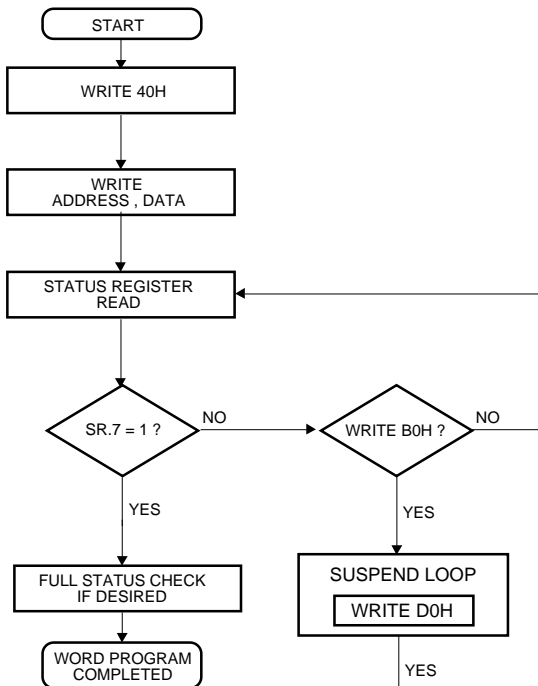 START
WRITE 40H
WRITE
ADDRESS , DATA
STATUS REGISTER
READ
SR.7 = 1 ?
NO
WRITE B0H ?
NO
YES
YES
FULL STATUS CHECK
IF DESIRED
SUSPEND LOOP
WRITE D0H
WORD PROGRAM
COMPLETED
YES